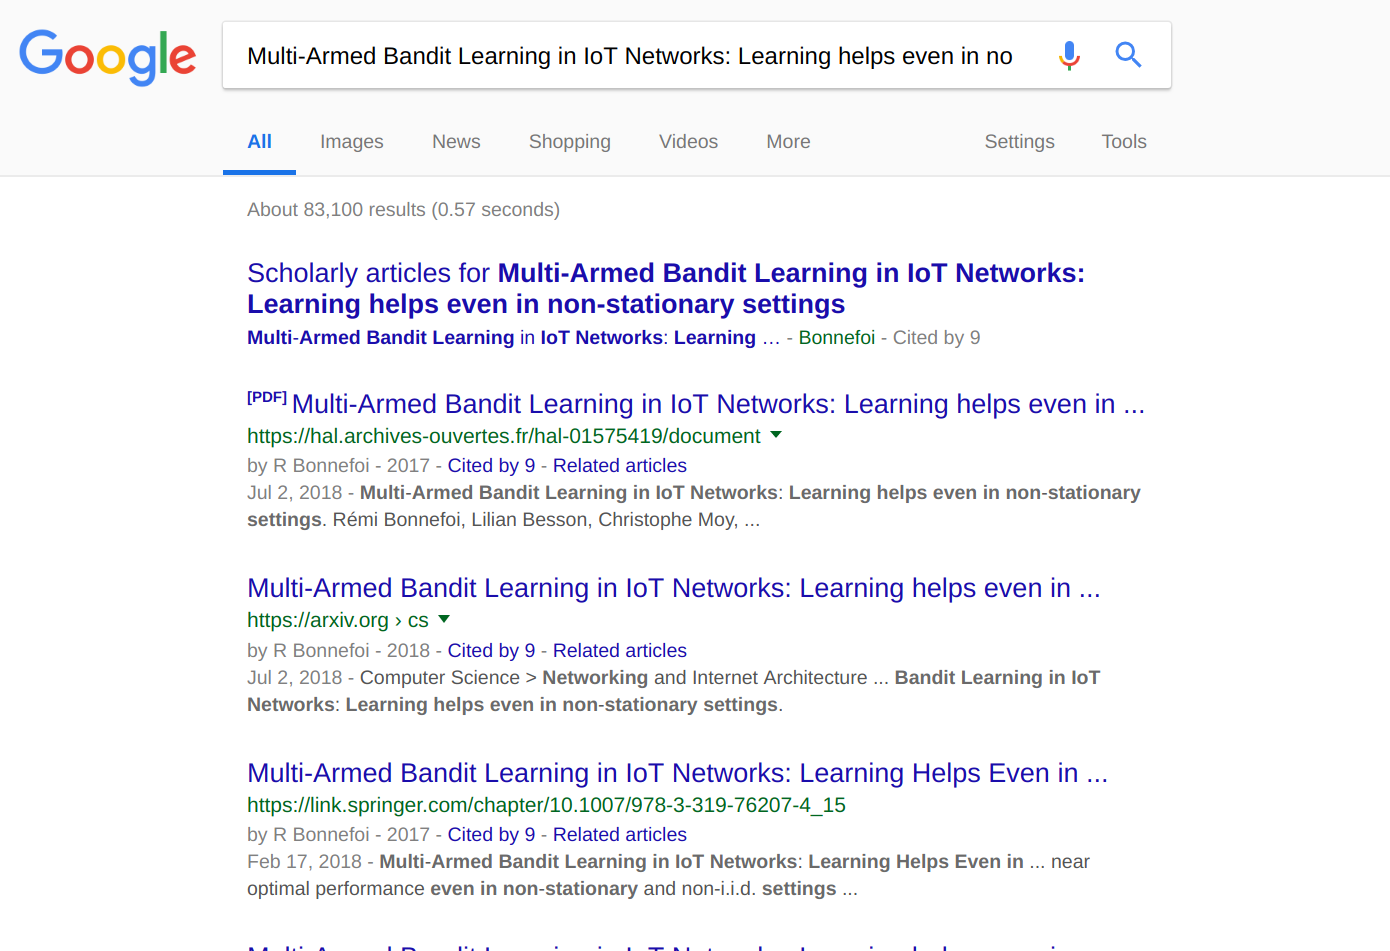 Google
Multi-Armed Bandit Learning in IoT Networks: Learning helps even in no
All Images News Shopping Videos More Settings Tools
About 83,100 results (0.57 seconds)
Scholarly articles for Multi-Armed Bandit Learning in IoT Networks:
Learning helps even in non-stationary settings
Multi-Armed Bandit Learning in IoT Networks: Learning … - Bonnefoi - Cited by 9
[PDF] Multi-Armed Bandit Learning in IoT Networks: Learning helps even in ...
https://hal.archives-ouvertes.fr/hal-01575419/document
by R Bonnefoi - 2017 - Cited by 9 - Related articles
Jul 2, 2018 - Multi-Armed Bandit Learning in IoT Networks: Learning helps even in non-stationary
settings. Rémi Bonnefoi, Lilian Besson, Christophe Moy, ...
Multi-Armed Bandit Learning in IoT Networks: Learning helps even in ...
https://arxiv.org › cs
by R Bonnefoi - 2018 - Cited by 9 - Related articles
Jul 2, 2018 - Computer Science > Networking and Internet Architecture ... Bandit Learning in IoT
Networks: Learning helps even in non-stationary settings.
Multi-Armed Bandit Learning in IoT Networks: Learning Helps Even in ...
https://link.springer.com/chapter/10.1007/978-3-319-76207-4_15
by R Bonnefoi - 2017 - Cited by 9 - Related articles
Feb 17, 2018 - Multi-Armed Bandit Learning in IoT Networks: Learning Helps Even in ... near
optimal performance even in non-stationary and non-i.i.d. settings ...